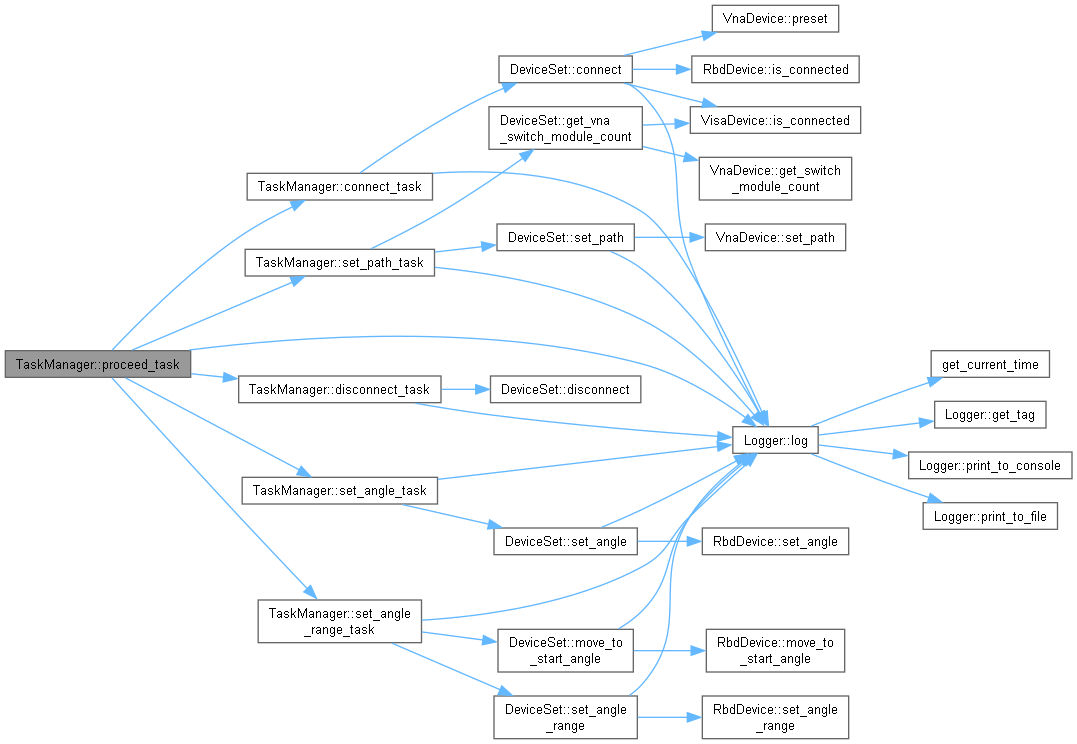 VnaDevice::preset
DeviceSet::connect
RbdDevice::is_connected
DeviceSet::get_vna
_switch_module_count
VisaDevice::is_connected
TaskManager::connect_task
VnaDevice::get_switch
_module_count
DeviceSet::set_path
VnaDevice::set_path
TaskManager::set_path_task
TaskManager::proceed_task
get_current_time
TaskManager::disconnect_task
DeviceSet::disconnect
Logger::get_tag
Logger::log
Logger::print_to_console
TaskManager::set_angle_task
Logger::print_to_file
DeviceSet::set_angle
RbdDevice::set_angle
TaskManager::set_angle
_range_task
DeviceSet::move_to
_start_angle
RbdDevice::move_to
_start_angle
DeviceSet::set_angle
_range
RbdDevice::set_angle
_range